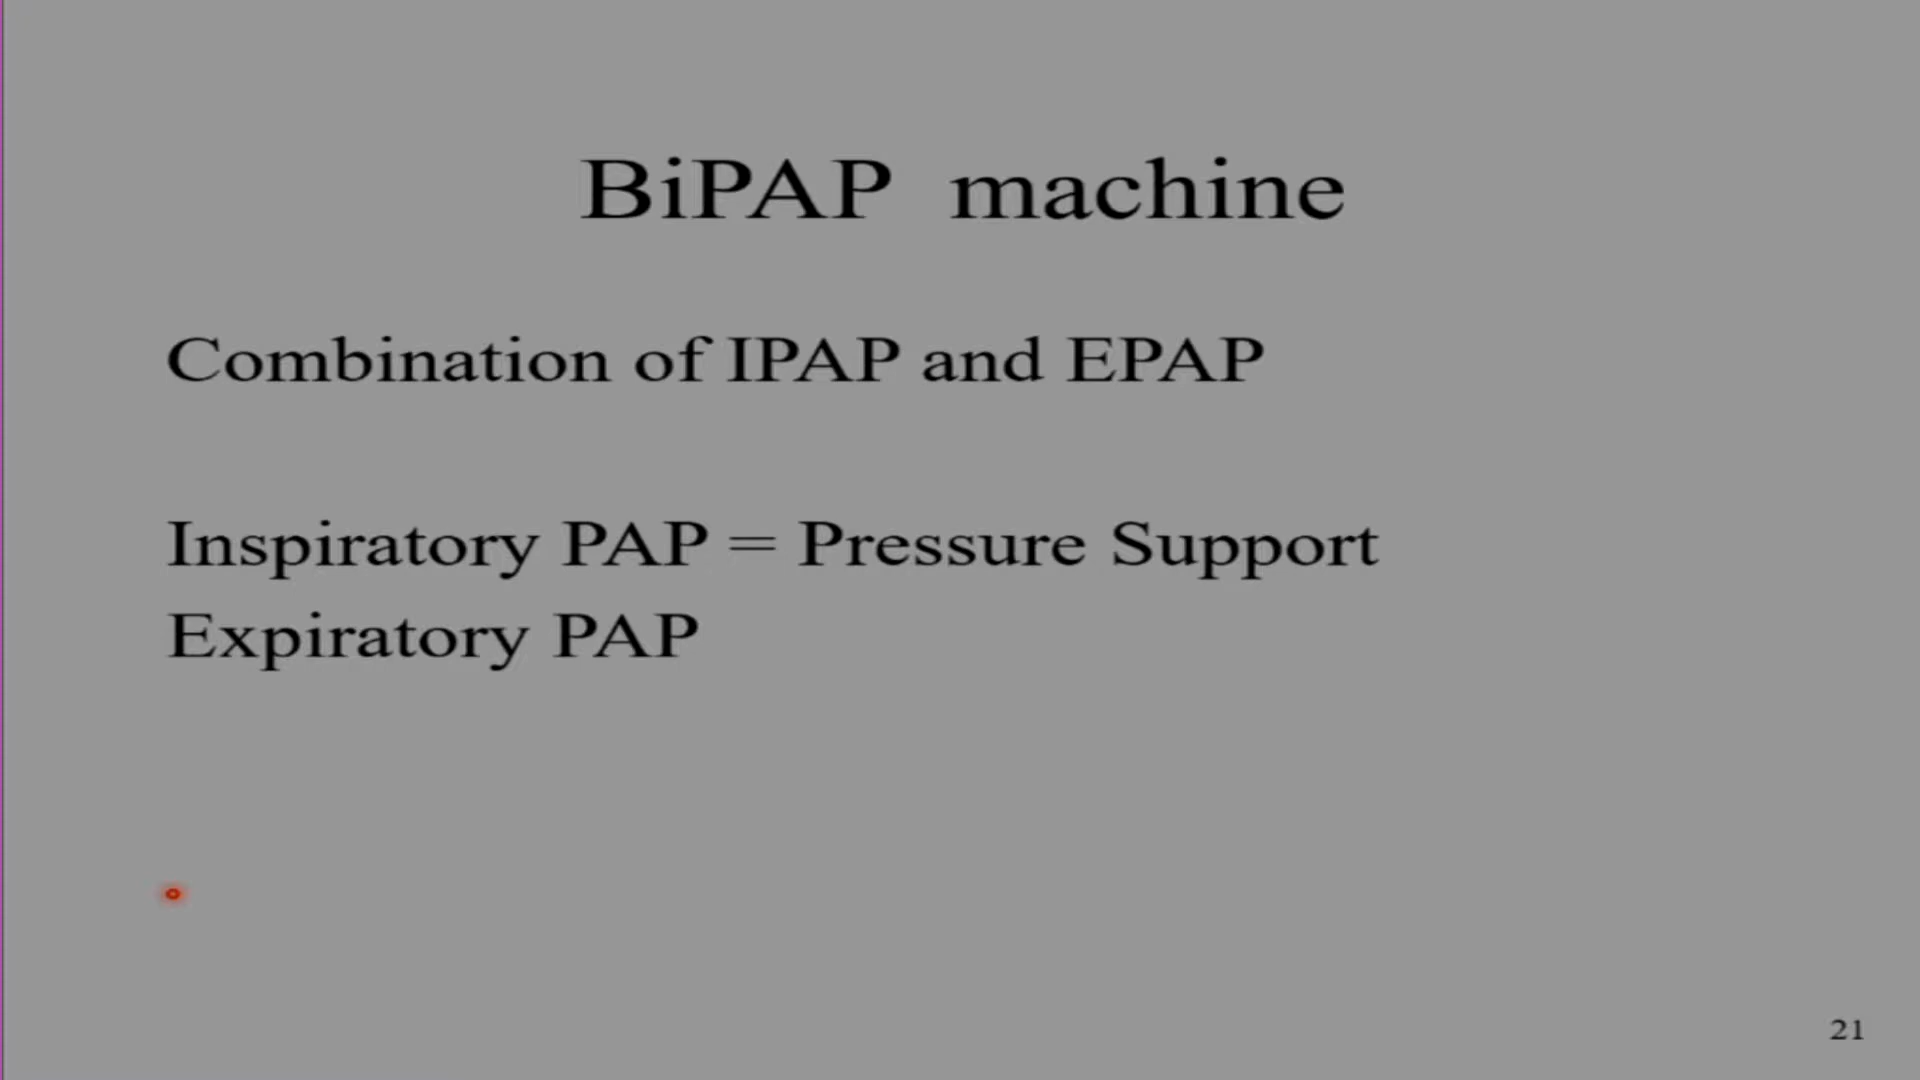 BiPAP machine
Combination of IPAP and EPAP
Inspiratory PAP = Pressure Support
Expiratory PAP
21